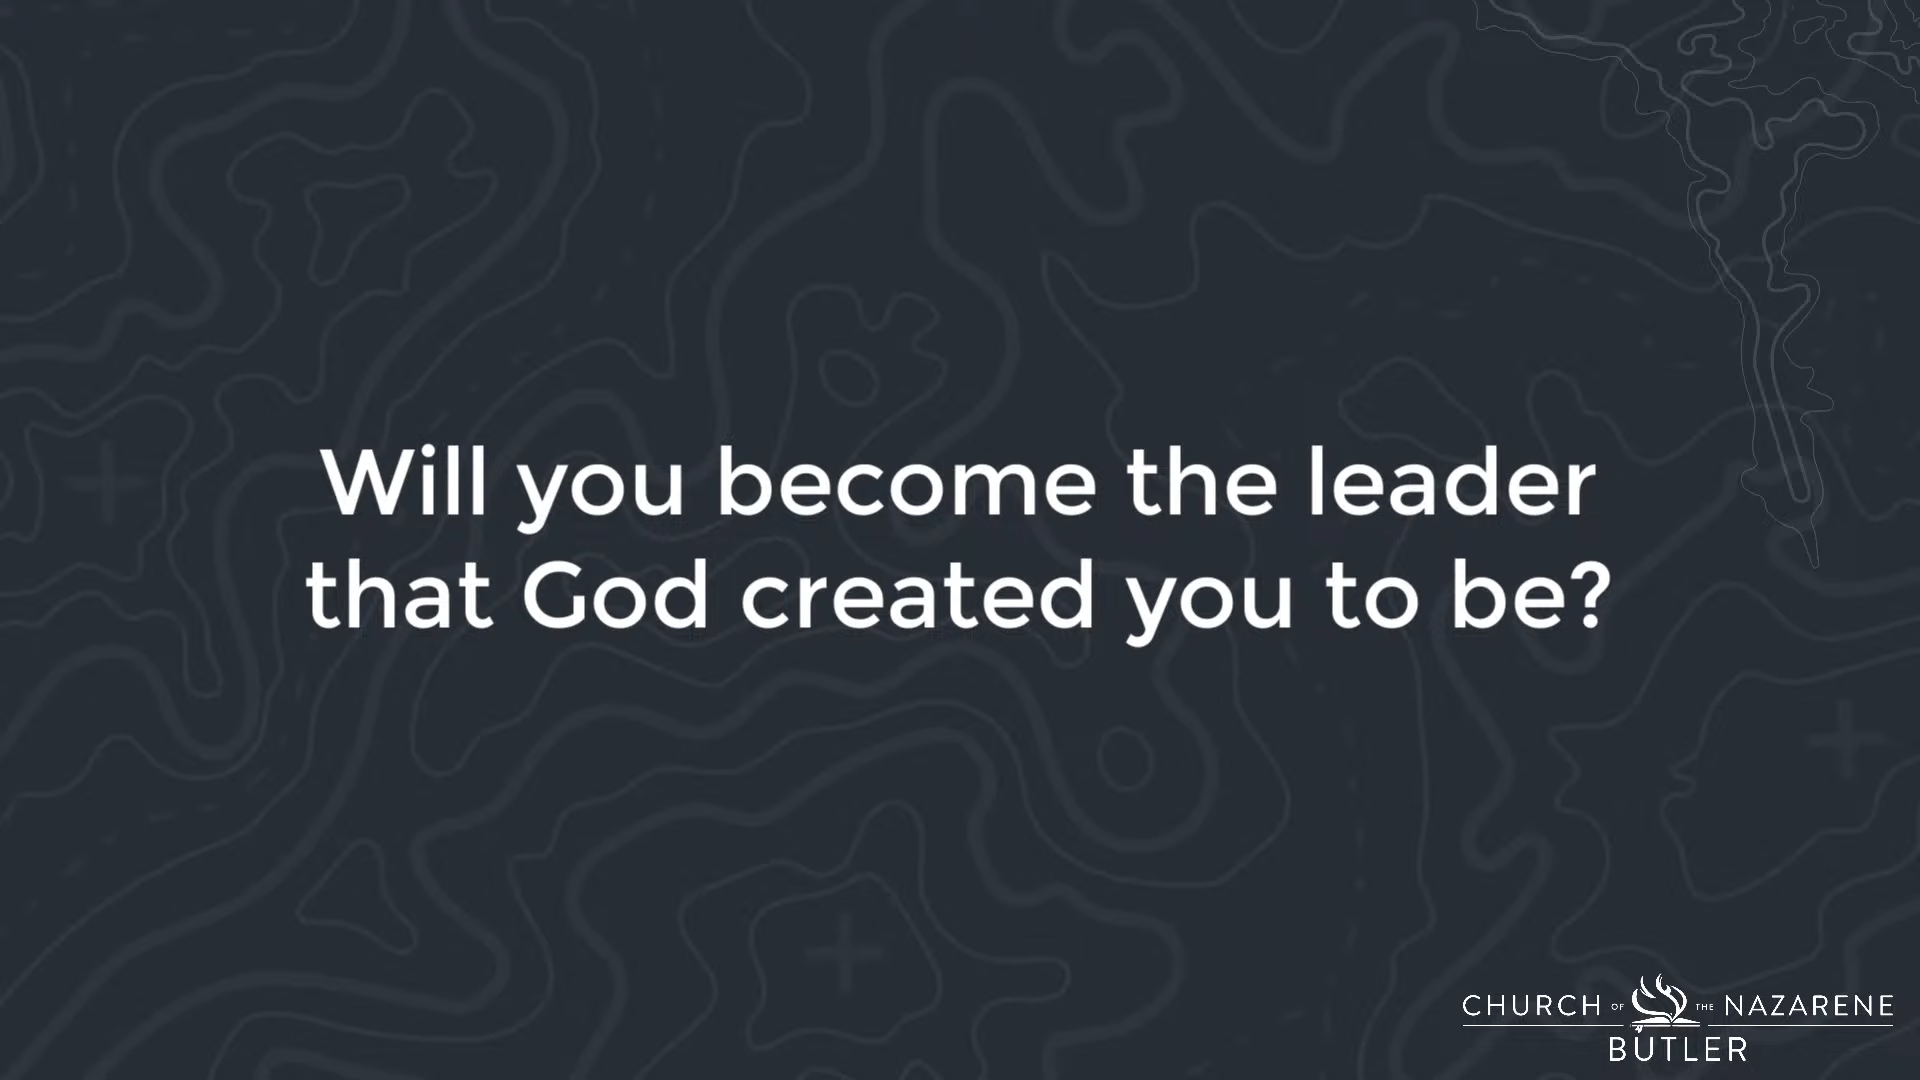 Will you become the leader
that God created you to be?
CHURCH OF THE NAZARENE
BUTLER